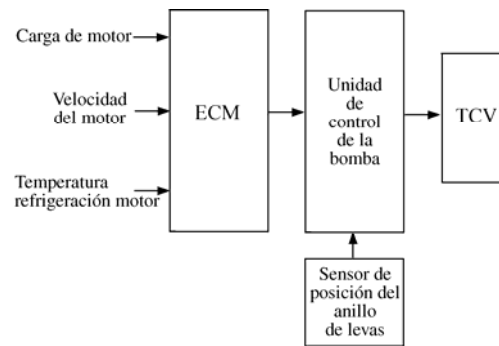 Carga de motor
Velocidad
del motor
Temperatura
refrigeración motor
ECM
Unidad
de
control
de la
bomba
TCV
Sensor de
posición del
anillo
de levas